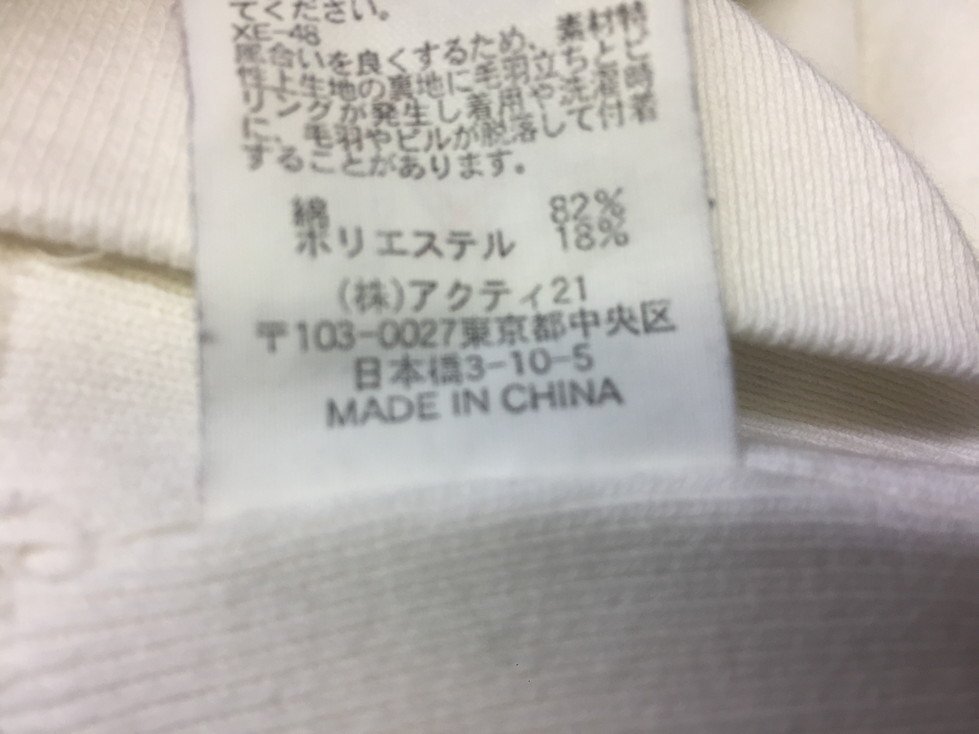 てください。
XE-48
風合いを良くするため、素材特
性上生地の裏地に毛羽立ちとピ
リングが発生し着用や洗濯時
に、毛羽やピルが脱落して付着
することがあります。
綿 82%
ポリエステル 18%
(株)アクティ21
〒103-0027東京都中央区
日本橋3-10-5
MADE IN CHINA